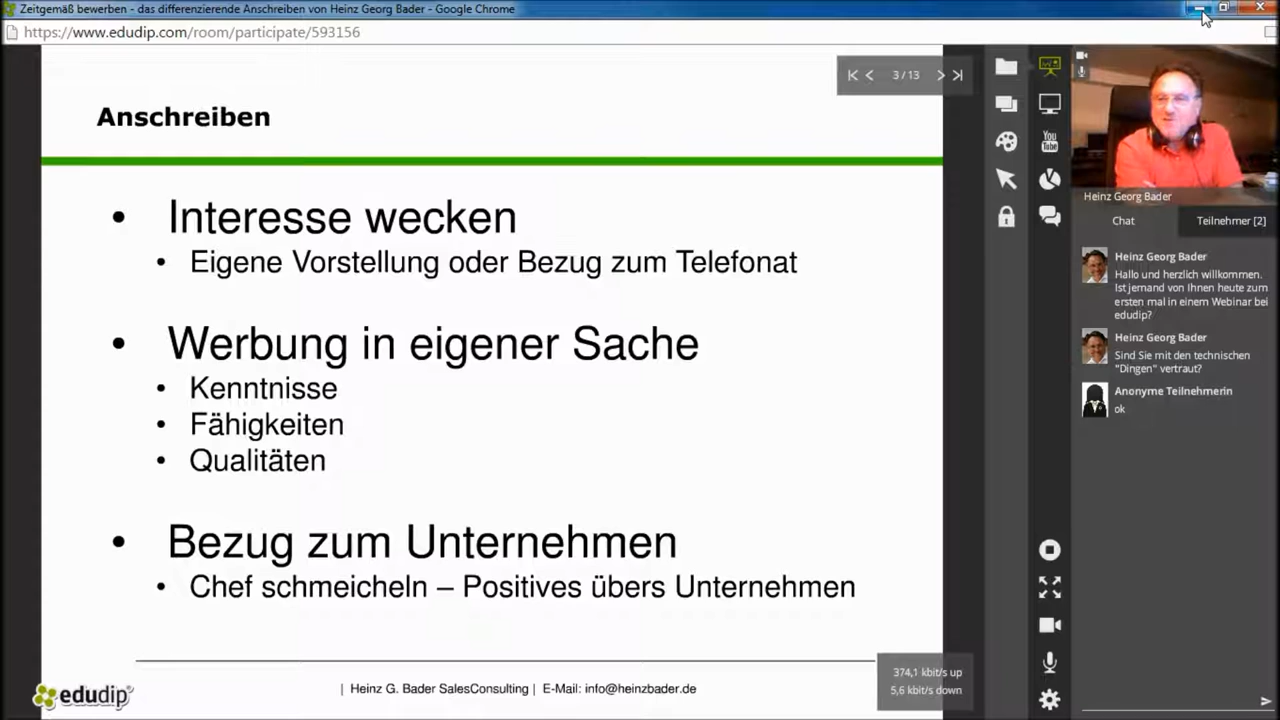 Zeitgemäß bewerben - das differenzierende Anschreiben von Heinz Georg Bader - Google Chrome
https://www.edudip.com/room/participate/593156
3 / 13
Anschreiben
• Interesse wecken
• Eigene Vorstellung oder Bezug zum Telefonat
• Werbung in eigener Sache
• Kenntnisse
• Fähigkeiten
• Qualitäten
• Bezug zum Unternehmen
• Chef schmeicheln – Positives übers Unternehmen
edudip
| Heinz G. Bader SalesConsulting | E-Mail: info@heinzbader.de
374,1 kbit/s up
5,6 kbit/s down
You
Tube
Heinz Georg Bader
Chat
Teilnehmer [2]
Heinz Georg Bader
Hallo und herzlich willkommen.
Ist jemand von Ihnen heute zum
ersten mal in einem Webinar bei
edudip?
Heinz Georg Bader
Sind Sie mit den technischen
"Dingen" vertraut?
Anonyme Teilnehmerin
ok